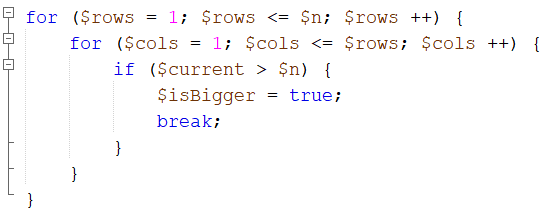 for ($rows = 1; $rows <= $n; $rows ++) {
    for ($cols = 1; $cols <= $rows; $cols ++) {
        if ($current > $n) {
            $isBigger = true;
            break;
        }
    }
}